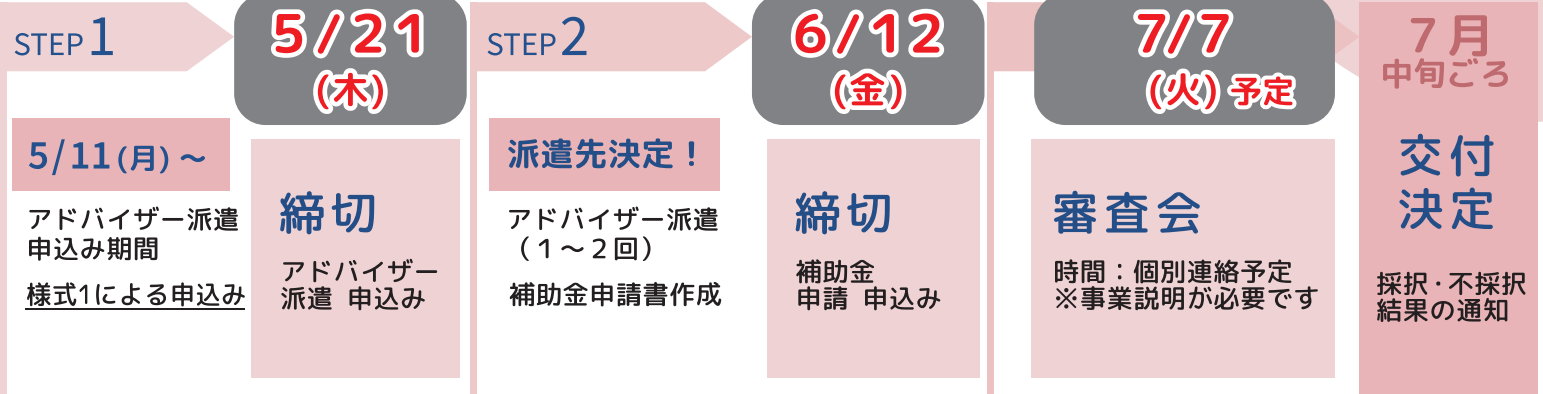 STEP 1
5/11(月)～
アドバイザー派遣
申込み期間
様式1による申込み
5/21
(木)
締切
アドバイザー
派遣 申込み
STEP 2
派遣先決定！
アドバイザー派遣
（1～2回）
補助金申請書作成
6/12
(金)
締切
補助金
申請 申込み
7/7
(火)予定
審査会
時間：個別連絡予定
※事業説明が必要です
7月
中旬ごろ
交付
決定
採択・不採択
結果の通知